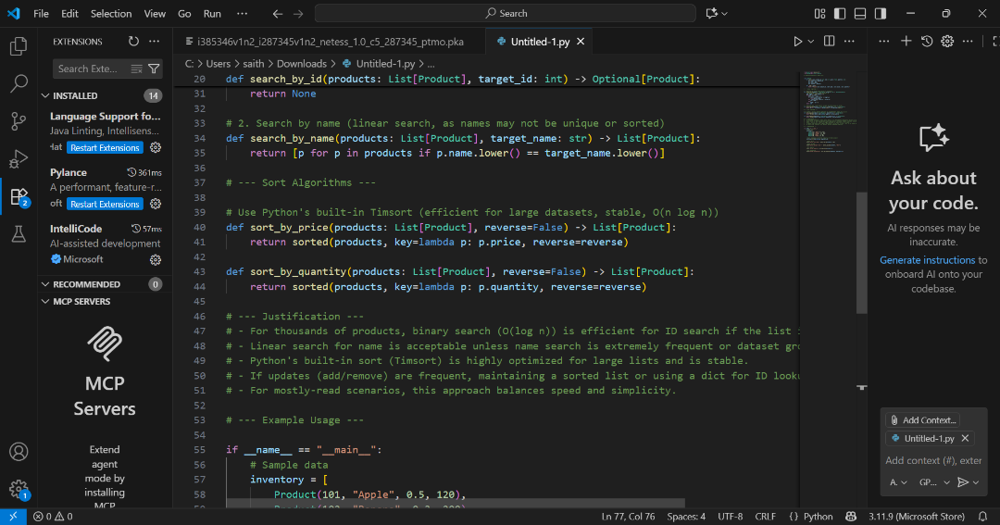 File Edit Selection View Go Run ··· Search
EXTENSIONS
Search Exte...
INSTALLED 14
Language Support fo...
Java Linting, Intellisens...
Restart Extensions
Pylance 361ms
A performant, feature-r...
oft Restart Extensions
IntelliCode 57ms
AI-assisted development
Microsoft
RECOMMENDED 0
MCP SERVERS
MCP
Servers
Extend
agent
mode by
installing
MCP
2
1
i385346v1n2_i287345v1n2_netess_1.0_c5_287345_ptmo.pka Untitled-1.py
C: > Users > saith > Downloads > Untitled-1.py > ...
20 def search_by_id(products: List[Product], target_id: int) -> Optional[Product]:
31 return None
32
33 # 2. Search by name (linear search, as names may not be unique or sorted)
34 def search_by_name(products: List[Product], target_name: str) -> List[Product]:
35 return [p for p in products if p.name.lower() == target_name.lower()]
36
37 # --- Sort Algorithms ---
38
39 # Use Python's built-in Timsort (efficient for large datasets, stable, O(n log n))
40 def sort_by_price(products: List[Product], reverse=False) -> List[Product]:
41 return sorted(products, key=lambda p: p.price, reverse=reverse)
42
43 def sort_by_quantity(products: List[Product], reverse=False) -> List[Product]:
44 return sorted(products, key=lambda p: p.quantity, reverse=reverse)
45
46 # --- Justification ---
47 # - For thousands of products, binary search (O(log n)) is efficient for ID search if the list
48 # - Linear search for name is acceptable unless name search is extremely frequent or dataset gro
49 # - Python's built-in sort (Timsort) is highly optimized for large lists and is stable.
50 # - If updates (add/remove) are frequent, maintaining a sorted list or using a dict for ID looku
51 # - For mostly-read scenarios, this approach balances speed and simplicity.
52
53 # --- Example Usage ---
54
55 if __name__ == "__main__":
56 # Sample data
57 inventory = [
58 Product(101, "Apple", 0.5, 120),
Ask about
your code.
AI responses may be
inaccurate.
Generate instructions to
onboard AI onto your
codebase.
Add Context...
Untitled-1.py
Add context (#), exter
A. GP...
0 0 Ln 77, Col 76 Spaces: 4 UTF-8 CRLF {} Python 3.11.9 (Microsoft Store)